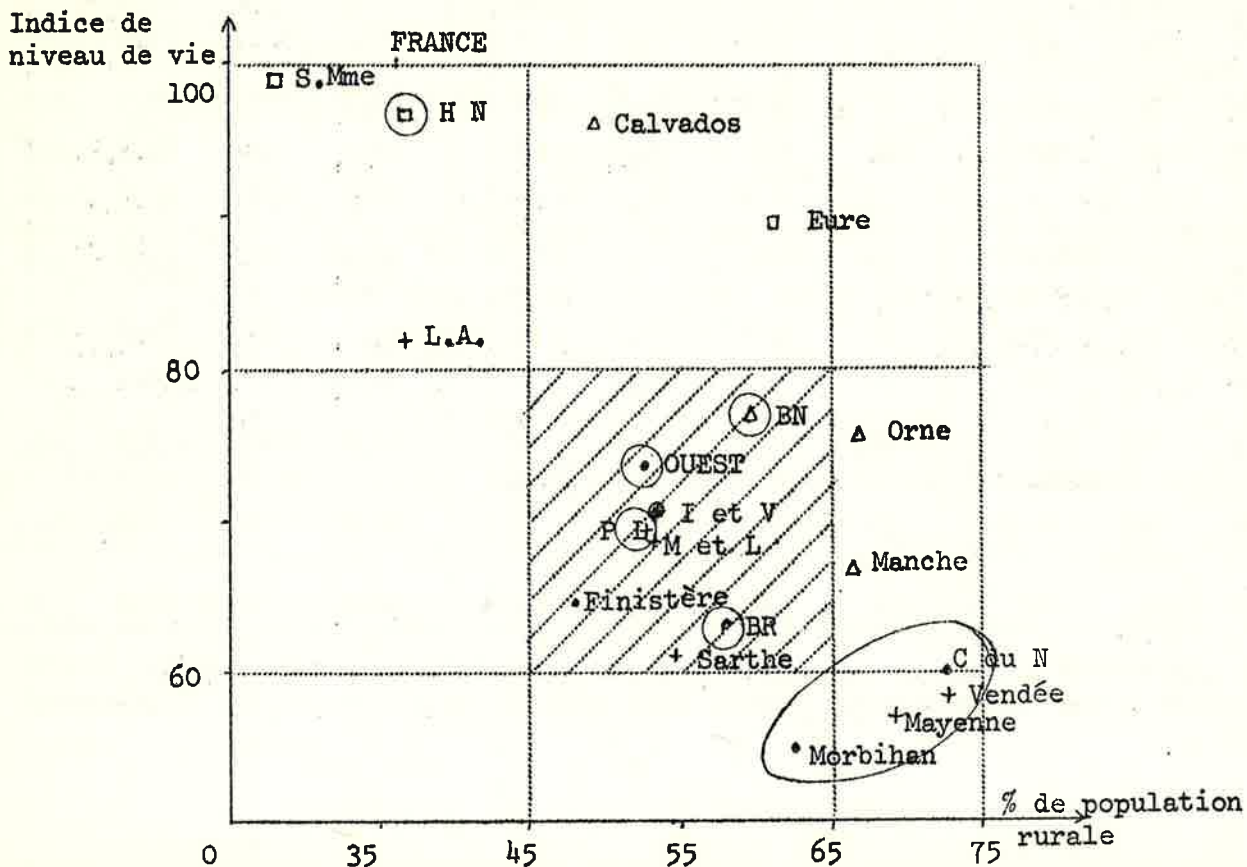 Indice de
niveau de vie
FRANCE
100
S.Mme
H N
Calvados
Eure
L.A.
80
BN
Orne
OUEST
I et V
P L
M et L
Manche
Finistère
BR
Sarthe
C du N
60
Vendée
Mayenne
Morbihan
% de population
rurale
0
35
45
55
65
75